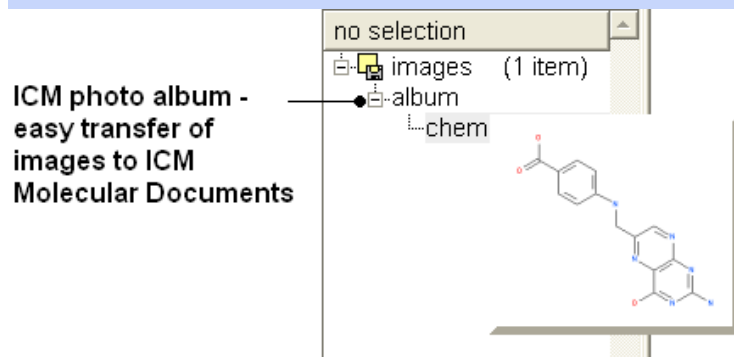 no selection
images (1 item)
album
chem
ICM photo album -
easy transfer of
images to ICM
Molecular Documents